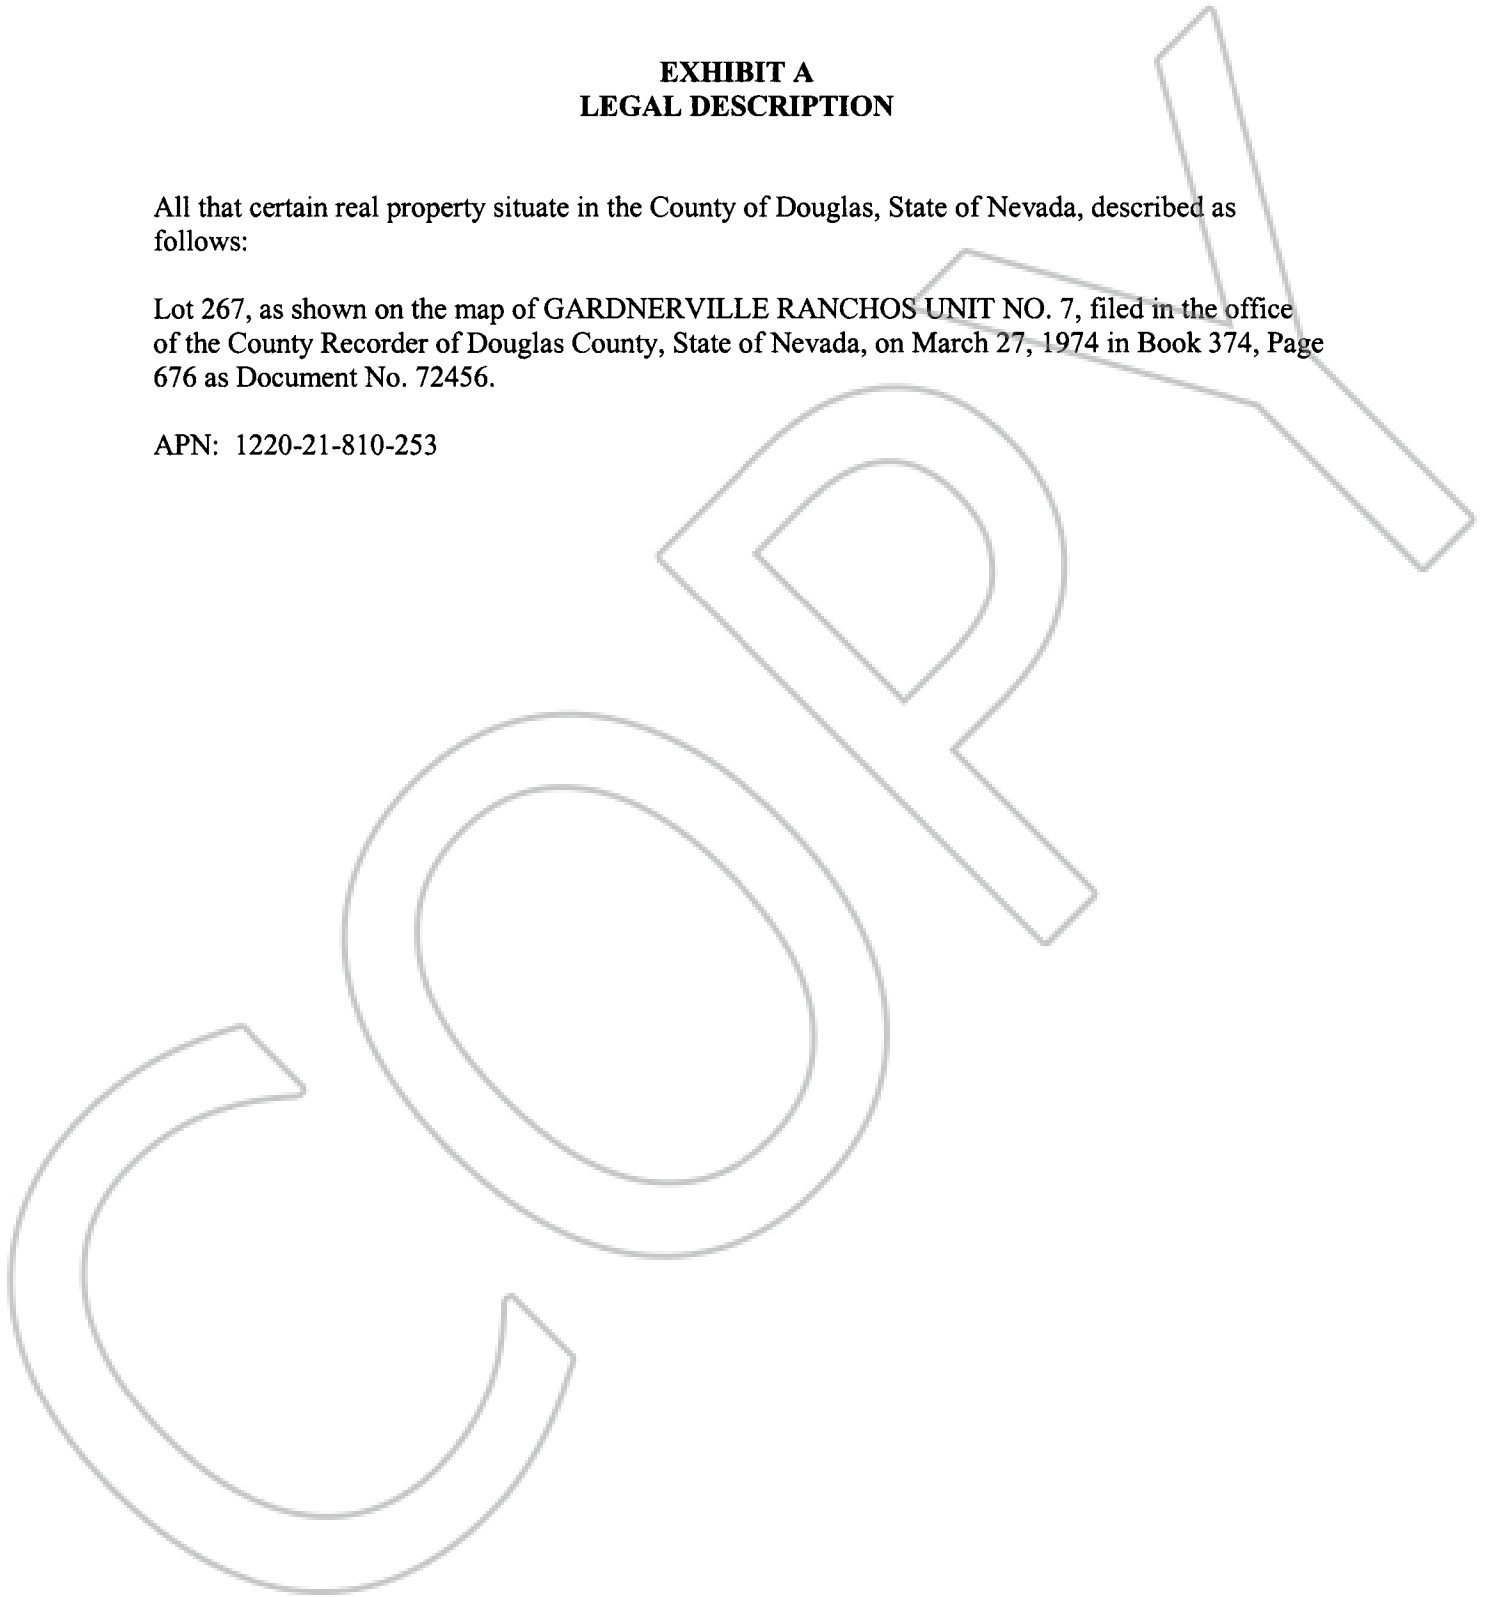 EXHIBIT A
LEGAL DESCRIPTION
All that certain real property situate in the County of Douglas, State of Nevada, described as
follows:
Lot 267, as shown on the map of GARDNERVILLE RANCHOS UNIT NO. 7, filed in the office
of the County Recorder of Douglas County, State of Nevada, on March 27, 1974 in Book 374, Page
676 as Document No. 72456.
APN: 1220-21-810-253
COPY